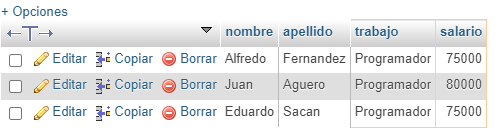 + Opciones
nombre apellido trabajo salario
Editar Copiar Borrar Alfredo Fernandez Programador 75000
Editar Copiar Borrar Juan Aguero Programador 80000
Editar Copiar Borrar Eduardo Sacan Programador 75000